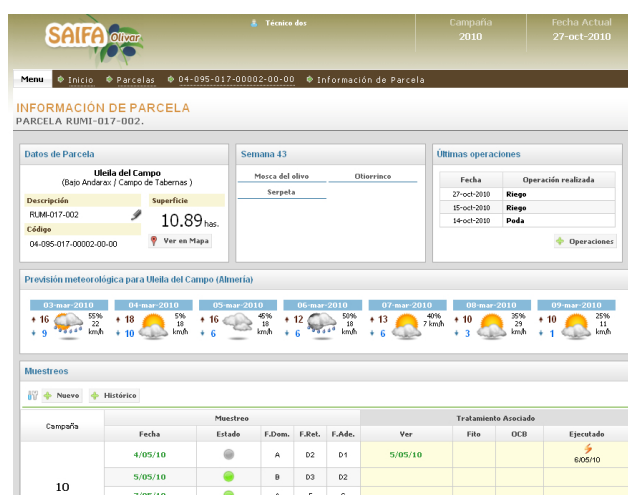 SAIFA Olivar
Técnico dos
Campaña
2010
Fecha Actual
27-oct-2010
Menu Inicio Parcelas 04-095-017-00002-00-00 Información de Parcela
INFORMACIÓN DE PARCELA
PARCELA RUMI-017-002.
Datos de Parcela
Uleila del Campo
(Bajo Andarax / Campo de Tabernas )
Descripción Superficie
RUMI-017-002
10.89 has.
Código
04-095-017-00002-00-00
Ver en Mapa
Semana 43
Mosca del olivo Otiorrinco
Serpeta
Últimas operaciones
Fecha Operación realizada
27-oct-2010 Riego
15-oct-2010 Riego
14-oct-2010 Poda
Operaciones
Previsión meteorológica para Uleila del Campo (Almería)
03-mar-2010 04-mar-2010 05-mar-2010 06-mar-2010 07-mar-2010 08-mar-2010 09-mar-2010
16 55% 18 5% 16 45% 12 50% 13 40% 10 35% 10 25%
22 18 18 18 7 km/h 29 11
9 km/h 10 km/h 6 km/h 6 km/h 6 3 km/h 1 km/h
Muestreos
Nuevo Histórico
Campaña Muestreo Tratamiento Asociado
Fecha Estado F.Dom. F.Ret. F.Ade. Ver Fito OCB Ejecutado
4/05/10 A D2 D1 5/05/10 6/05/10
5/05/10 B D3 D2
10